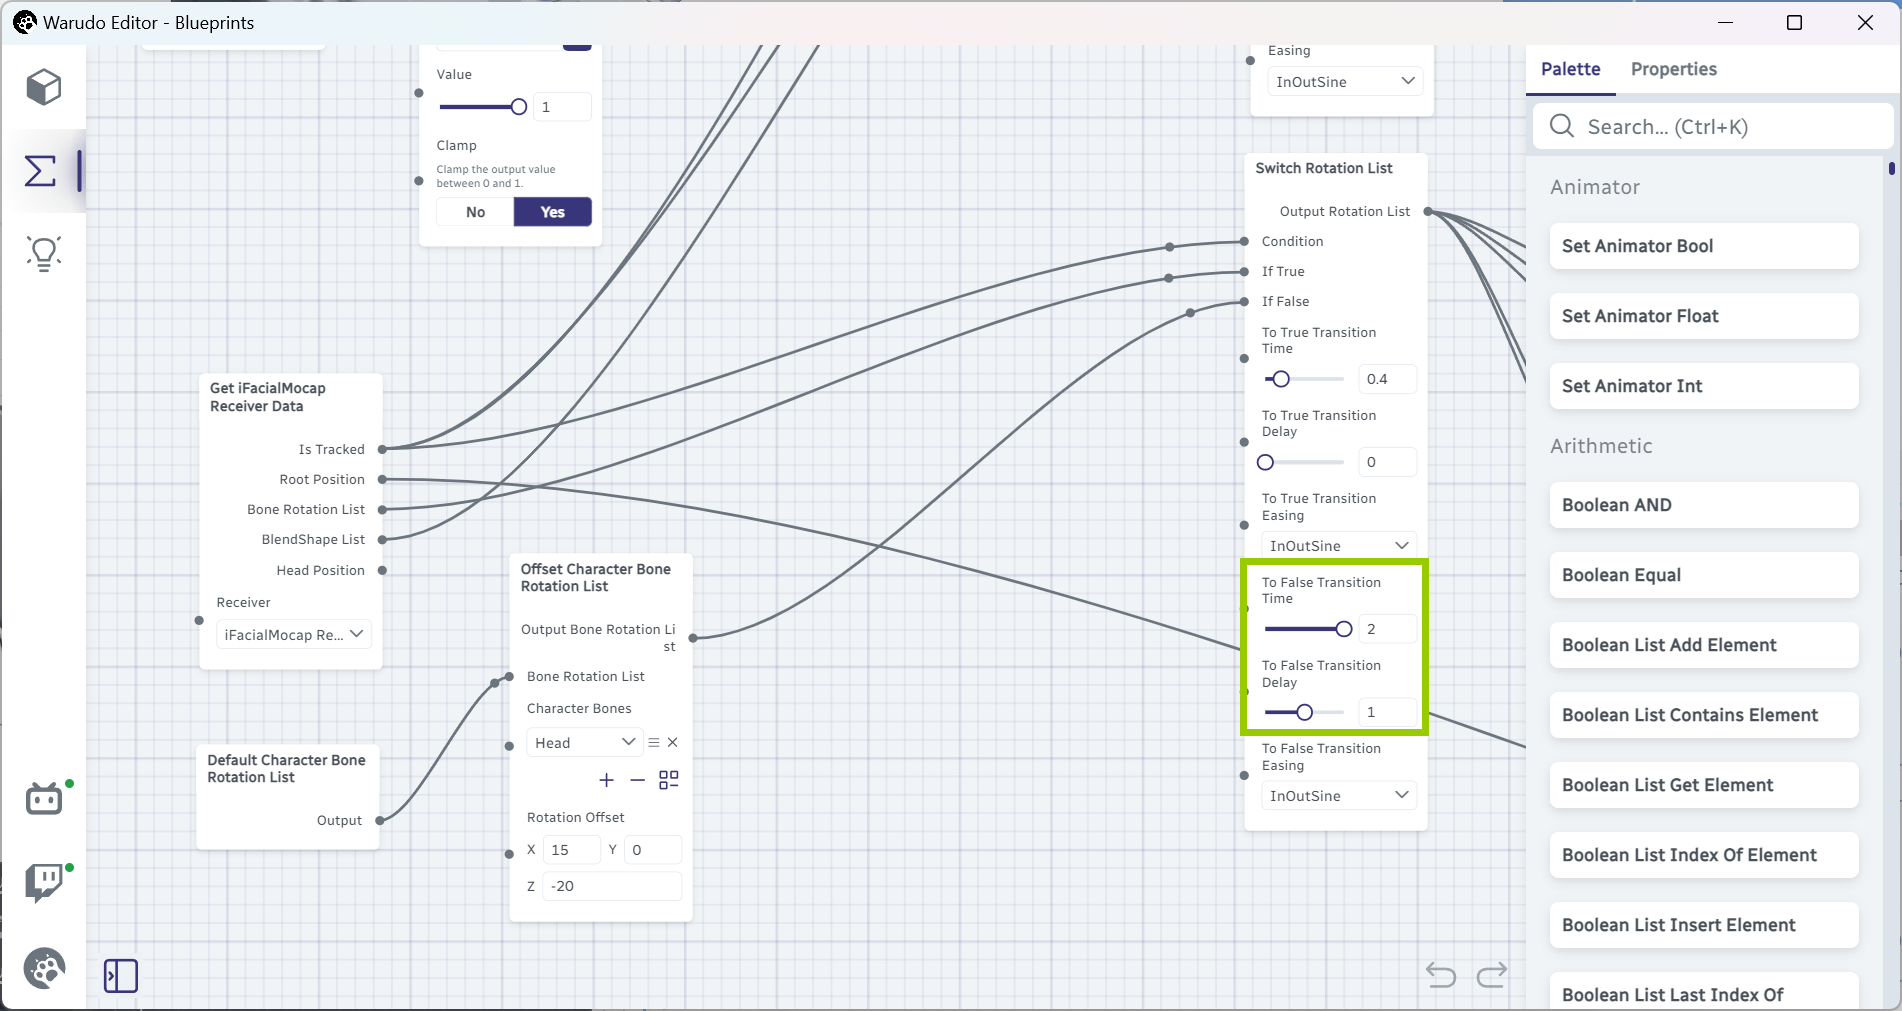 Warudo Editor - Blueprints
Value
1
Clamp
Clamp the output value
between 0 and 1.
No
Yes
Get iFacialMocap
Receiver Data
Is Tracked
Root Position
Bone Rotation List
BlendShape List
Head Position
Receiver
iFacialMocap Re...
Default Character Bone
Rotation List
Output
Offset Character Bone
Rotation List
Output Bone Rotation Li
st
Bone Rotation List
Character Bones
Head
Rotation Offset
X 15 Y 0
Z -20
Easing
InOutSine
Switch Rotation List
Output Rotation List
Condition
If True
If False
To True Transition
Time
0.4
To True Transition
Delay
0
To True Transition
Easing
InOutSine
To False Transition
Time
2
To False Transition
Delay
1
To False Transition
Easing
InOutSine
Palette Properties
Search... (Ctrl+K)
Animator
Set Animator Bool
Set Animator Float
Set Animator Int
Arithmetic
Boolean AND
Boolean Equal
Boolean List Add Element
Boolean List Contains Element
Boolean List Get Element
Boolean List Index Of Element
Boolean List Insert Element
Boolean List Last Index Of